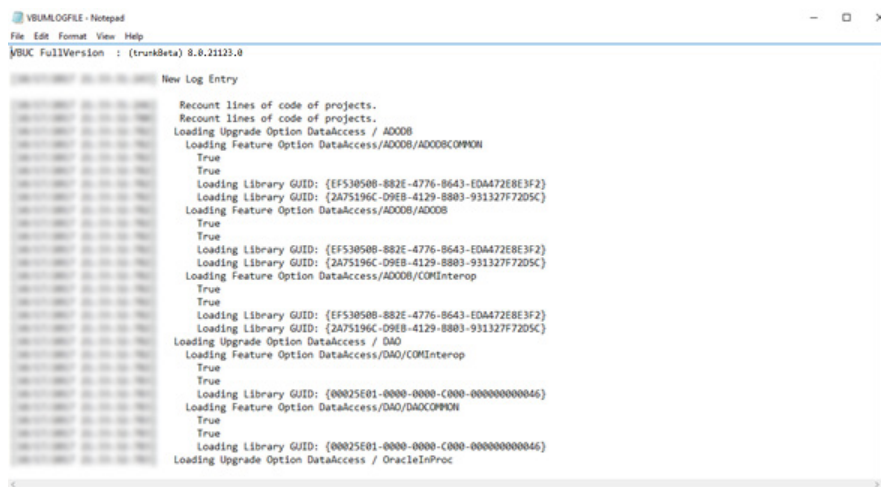 VBUMLOGFILE - Notepad
File Edit Format View Help
VBUC FullVersion : (trunkBeta) 8.0.21123.0
New Log Entry
Recount lines of code of projects.
Recount lines of code of projects.
Loading Upgrade Option DataAccess / ADODB
Loading Feature Option DataAccess/ADODB/ADODBCOMMON
True
True
Loading Library GUID: {EF53050B-882E-4776-B643-EDA472E8E3F2}
Loading Library GUID: {2A75196C-D9EB-4129-B803-931327F72D5C}
Loading Feature Option DataAccess/ADODB/ADODB
True
True
Loading Library GUID: {EF53050B-882E-4776-B643-EDA472E8E3F2}
Loading Library GUID: {2A75196C-D9EB-4129-B803-931327F72D5C}
Loading Feature Option DataAccess/ADODB/COMInterop
True
True
Loading Library GUID: {EF53050B-882E-4776-B643-EDA472E8E3F2}
Loading Library GUID: {2A75196C-D9EB-4129-B803-931327F72D5C}
Loading Upgrade Option DataAccess / DAO
Loading Feature Option DataAccess/DAO/COMInterop
True
True
Loading Library GUID: {00025E01-0000-0000-C000-000000000046}
Loading Feature Option DataAccess/DAO/DAOCOMMON
True
True
Loading Library GUID: {00025E01-0000-0000-C000-000000000046}
Loading Upgrade Option DataAccess / OracleInProc